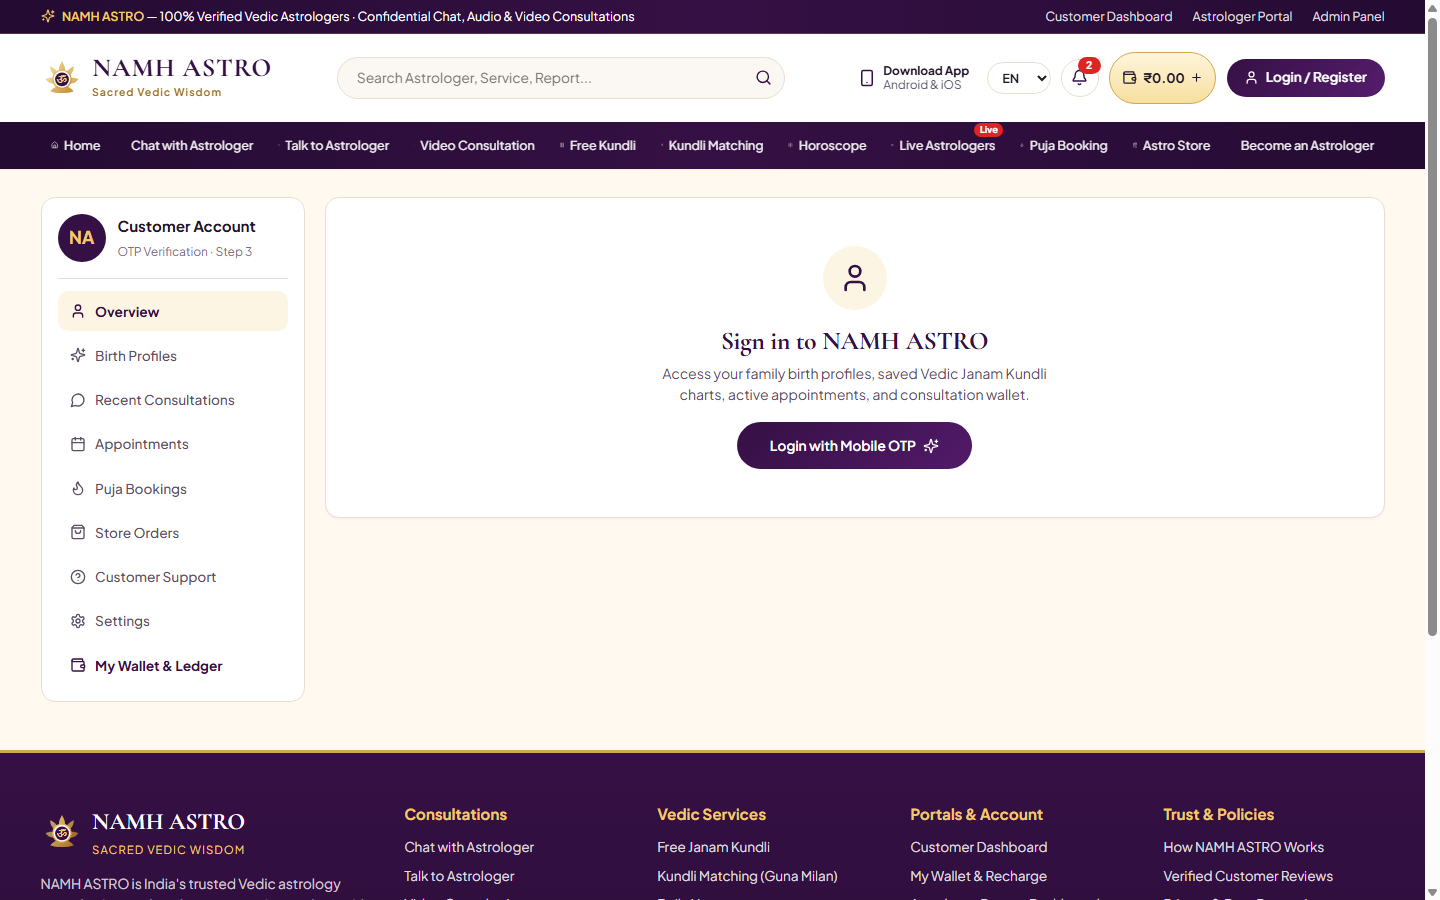 NAMH ASTRO — 100% Verified Vedic Astrologers · Confidential Chat, Audio & Video Consultations
Customer Dashboard
Astrologer Portal
Admin Panel
NAMH ASTRO
Sacred Vedic Wisdom
Search Astrologer, Service, Report...
Download App
Android & iOS
EN
2
₹0.00 +
Login / Register
Home
Chat with Astrologer
Talk to Astrologer
Video Consultation
Free Kundli
Kundli Matching
Horoscope
Live Astrologers
Live
Puja Booking
Astro Store
Become an Astrologer
NA
Customer Account
OTP Verification · Step 3
Overview
Birth Profiles
Recent Consultations
Appointments
Puja Bookings
Store Orders
Customer Support
Settings
My Wallet & Ledger
Sign in to NAMH ASTRO
Access your family birth profiles, saved Vedic Janam Kundli
charts, active appointments, and consultation wallet.
Login with Mobile OTP
NAMH ASTRO
SACRED VEDIC WISDOM
NAMH ASTRO is India's trusted Vedic astrology
Consultations
Chat with Astrologer
Talk to Astrologer
Vedic Services
Free Janam Kundli
Kundli Matching (Guna Milan)
Portals & Account
Customer Dashboard
My Wallet & Recharge
Trust & Policies
How NAMH ASTRO Works
Verified Customer Reviews